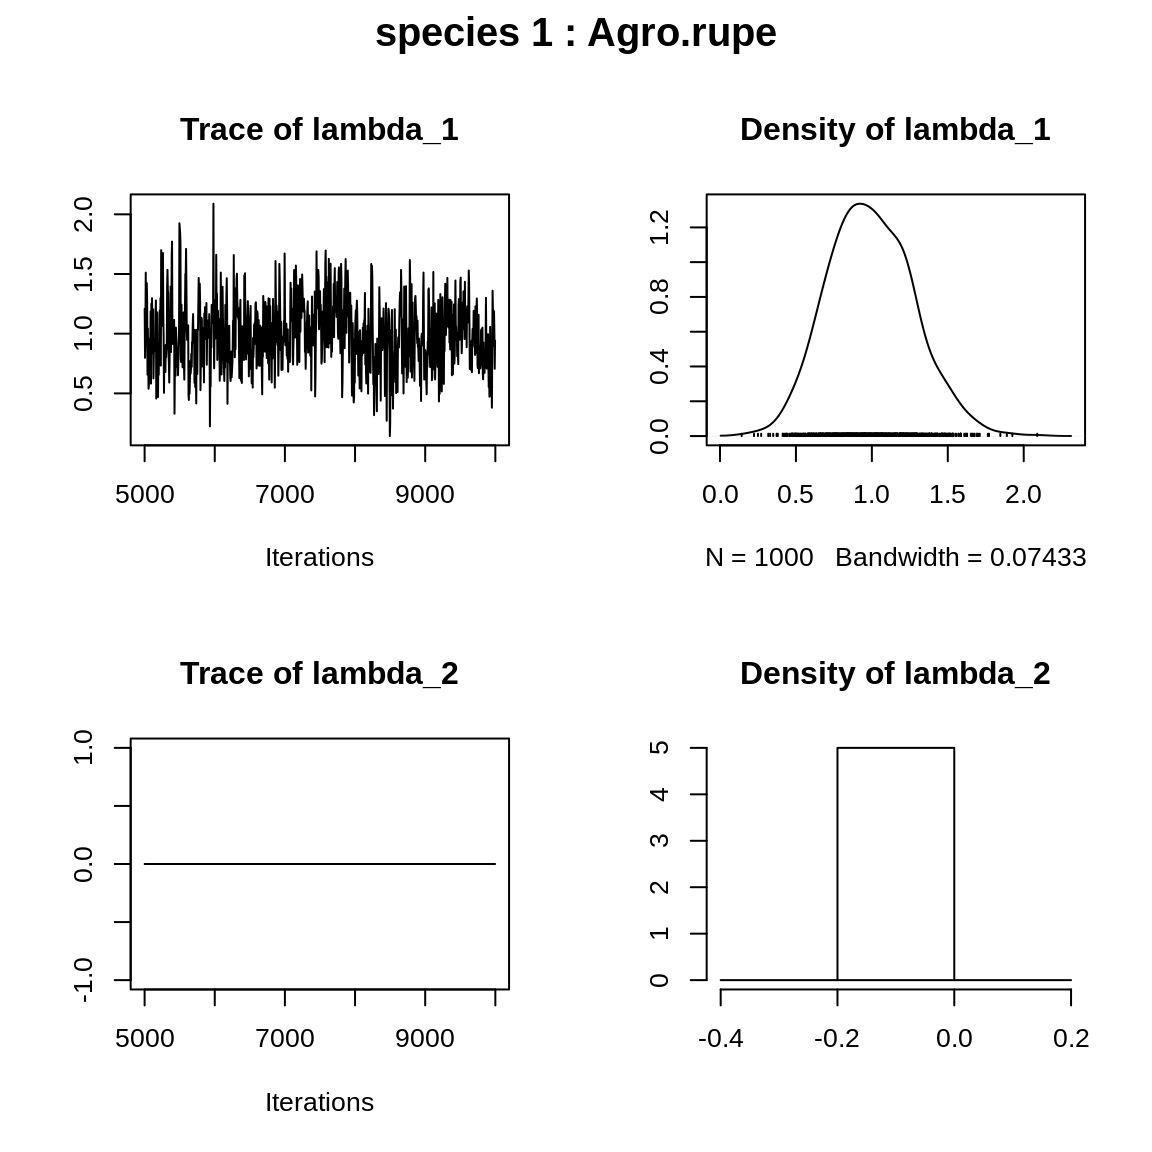 species 1 : Agro.rupe
Trace of lambda_1
Density of lambda_1
2.0
1.5
1.0
0.5
5000 7000 9000
Iterations
1.2
0.8
0.4
0.0
0.0 0.5 1.0 1.5 2.0
N = 1000 Bandwidth = 0.07433
Trace of lambda_2
Density of lambda_2
1.0
0.0
-1.0
5000 7000 9000
Iterations
5
4
3
2
1
0
-0.4 -0.2 0.0 0.2